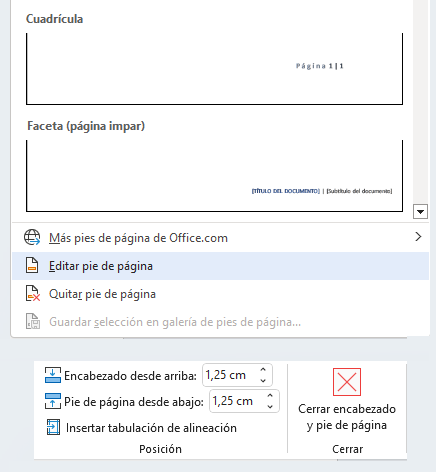 Cuadrícula
Página 1 | 1
Faceta (página impar)
[TÍTULO DEL DOCUMENTO] | [Subtítulo del documento]
Más pies de página de Office.com
Editar pie de página
Quitar pie de página
Guardar selección en galería de pies de página...
Encabezado desde arriba: 1,25 cm
Pie de página desde abajo: 1,25 cm
Insertar tabulación de alineación
Posición
Cerrar encabezado
y pie de página
Cerrar